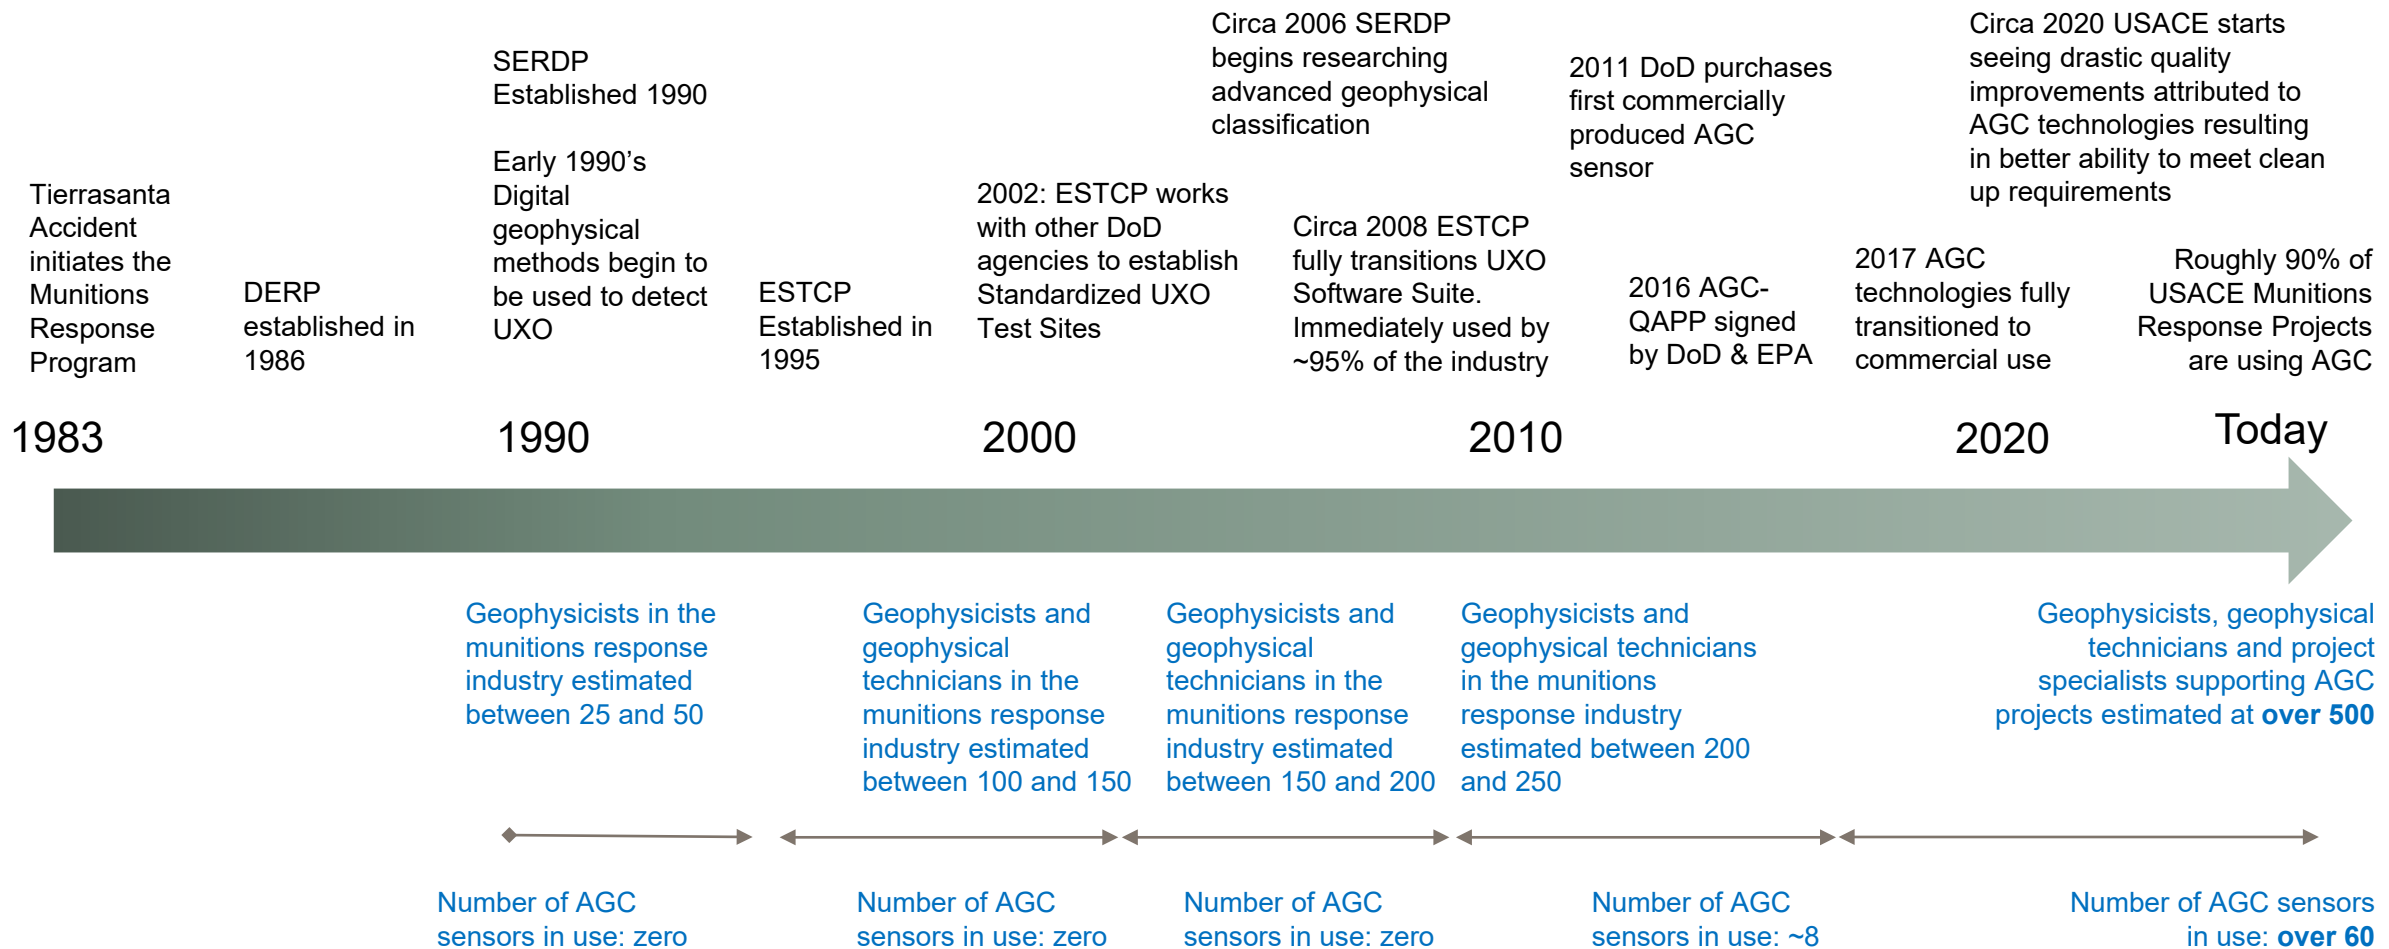 Tierrasanta
Accident
initiates the
Munitions
Response
Program
DERP
established in
1986
SERDP
Established 1990
Early 1990’s
Digital
geophysical
methods begin to
be used to detect
UXO
ESTCP
Established in
1995
2002: ESTCP works
with other DoD
agencies to establish
Standardized UXO
Test Sites
Circa 2006 SERDP
begins researching
advanced geophysical
classification
Circa 2008 ESTCP
fully transitions UXO
Software Suite.
Immediately used by
~95% of the industry
2011 DoD purchases
first commercially
produced AGC
sensor
2016 AGC-
QAPP signed
by DoD & EPA
2017 AGC
technologies fully
transitioned to
commercial use
Circa 2020 USACE starts
seeing drastic quality
improvements attributed to
AGC technologies resulting
in better ability to meet clean
up requirements
Roughly 90% of
USACE Munitions
Response Projects
are using AGC
1983
1990
2000
2010
2020
Today
Geophysicists in the
munitions response
industry estimated
between 25 and 50
Geophysicists and
geophysical
technicians in the
munitions response
industry estimated
between 100 and 150
Geophysicists and
geophysical
technicians in the
munitions response
industry estimated
between 150 and 200
Geophysicists and
geophysical technicians
in the munitions
response industry
estimated between 200
and 250
Geophysicists, geophysical
technicians and project
specialists supporting AGC
projects estimated at over 500
Number of AGC
sensors in use: zero
Number of AGC
sensors in use: zero
Number of AGC
sensors in use: zero
Number of AGC
sensors in use: ~8
Number of AGC sensors
in use: over 60